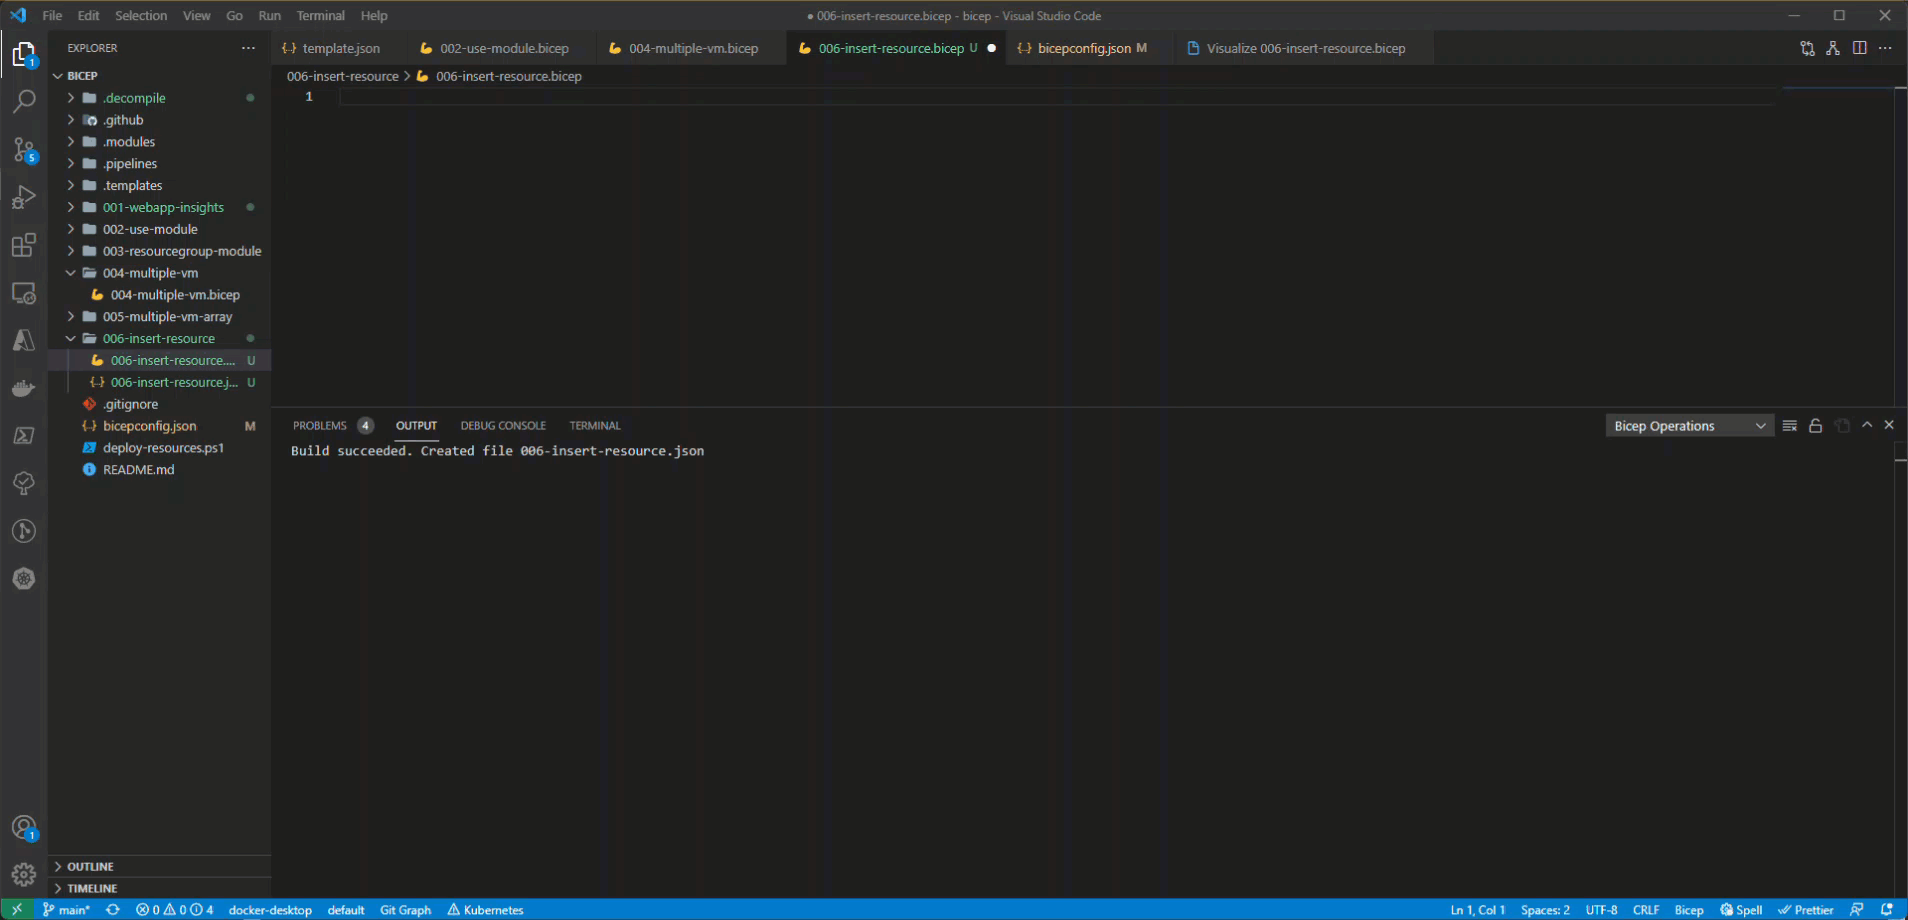 File Edit Selection View Go Run Terminal Help
● 006-insert-resource.bicep - bicep - Visual Studio Code
EXPLORER
template.json
002-use-module.bicep
004-multiple-vm.bicep
006-insert-resource.bicep U
bicepconfig.json M
Visualize 006-insert-resource.bicep
1
BICEP
006-insert-resource > 006-insert-resource.bicep
1
.decompile
.github
.modules
5
.pipelines
.templates
001-webapp-insights
002-use-module
003-resourcegroup-module
004-multiple-vm
004-multiple-vm.bicep
005-multiple-vm-array
006-insert-resource
006-insert-resource.... U
006-insert-resource.j... U
.gitignore
bicepconfig.json M
deploy-resources.ps1
README.md
PROBLEMS 4 OUTPUT DEBUG CONSOLE TERMINAL
Bicep Operations
Build succeeded. Created file 006-insert-resource.json
1
OUTLINE
TIMELINE
main* 0 0 4 docker-desktop default Git Graph Kubernetes
Ln 1, Col 1 Spaces: 2 UTF-8 CRLF Bicep Spell Prettier